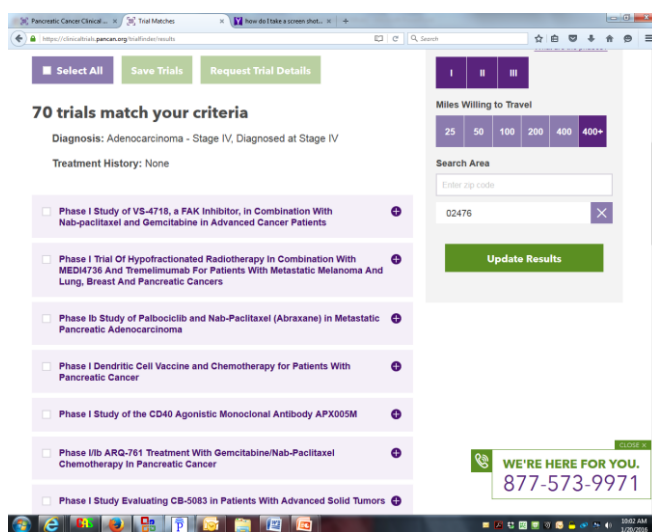 Pancreatic Cancer Clinical ...
Trial Matches
how do I take a screen shot...
https://clinicaltrials.pancan.org/trialfinder/results
Search
Select All
Save Trials
Request Trial Details
70 trials match your criteria
Diagnosis: Adenocarcinoma - Stage IV, Diagnosed at Stage IV
Treatment History: None
Phase I Study of VS-4718, a FAK Inhibitor, in Combination With
Nab-paclitaxel and Gemcitabine in Advanced Cancer Patients
Phase I Trial Of Hypofractionated Radiotherapy In Combination With
MEDI4736 And Tremelimumab For Patients With Metastatic Melanoma And
Lung, Breast And Pancreatic Cancers
Phase Ib Study of Palbociclib and Nab-Paclitaxel (Abraxane) in Metastatic
Pancreatic Adenocarcinoma
Phase I Dendritic Cell Vaccine and Chemotherapy for Patients With
Pancreatic Cancer
Phase I Study of the CD40 Agonistic Monoclonal Antibody APX005M
Phase I/Ib ARQ-761 Treatment With Gemcitabine/Nab-Paclitaxel
Chemotherapy In Pancreatic Cancer
Phase I Study Evaluating CB-5083 in Patients With Advanced Solid Tumors
I II III
Miles Willing to Travel
25 50 100 200 400 400+
Search Area
Enter zip code
02476
Update Results
CLOSE X
WE'RE HERE FOR YOU.
877-573-9971
10:02 AM
1/20/2016